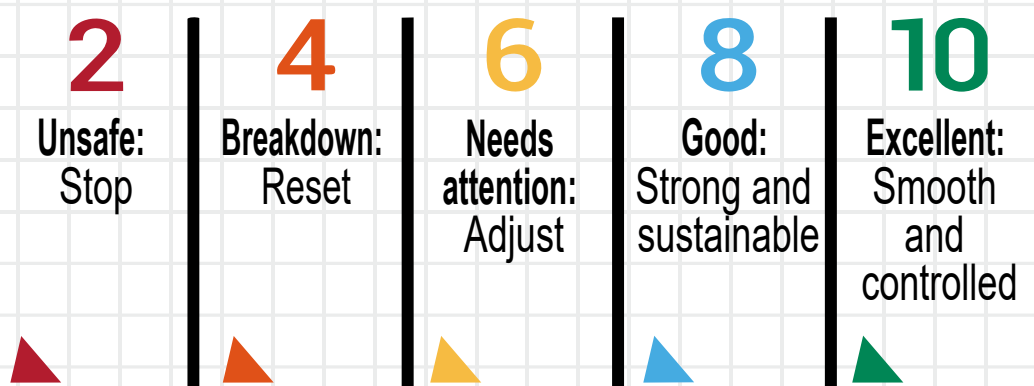 2
Unsafe:
Stop
4
Breakdown:
Reset
6
Needs
attention:
Adjust
8
Good:
Strong and
sustainable
10
Excellent:
Smooth
and
controlled